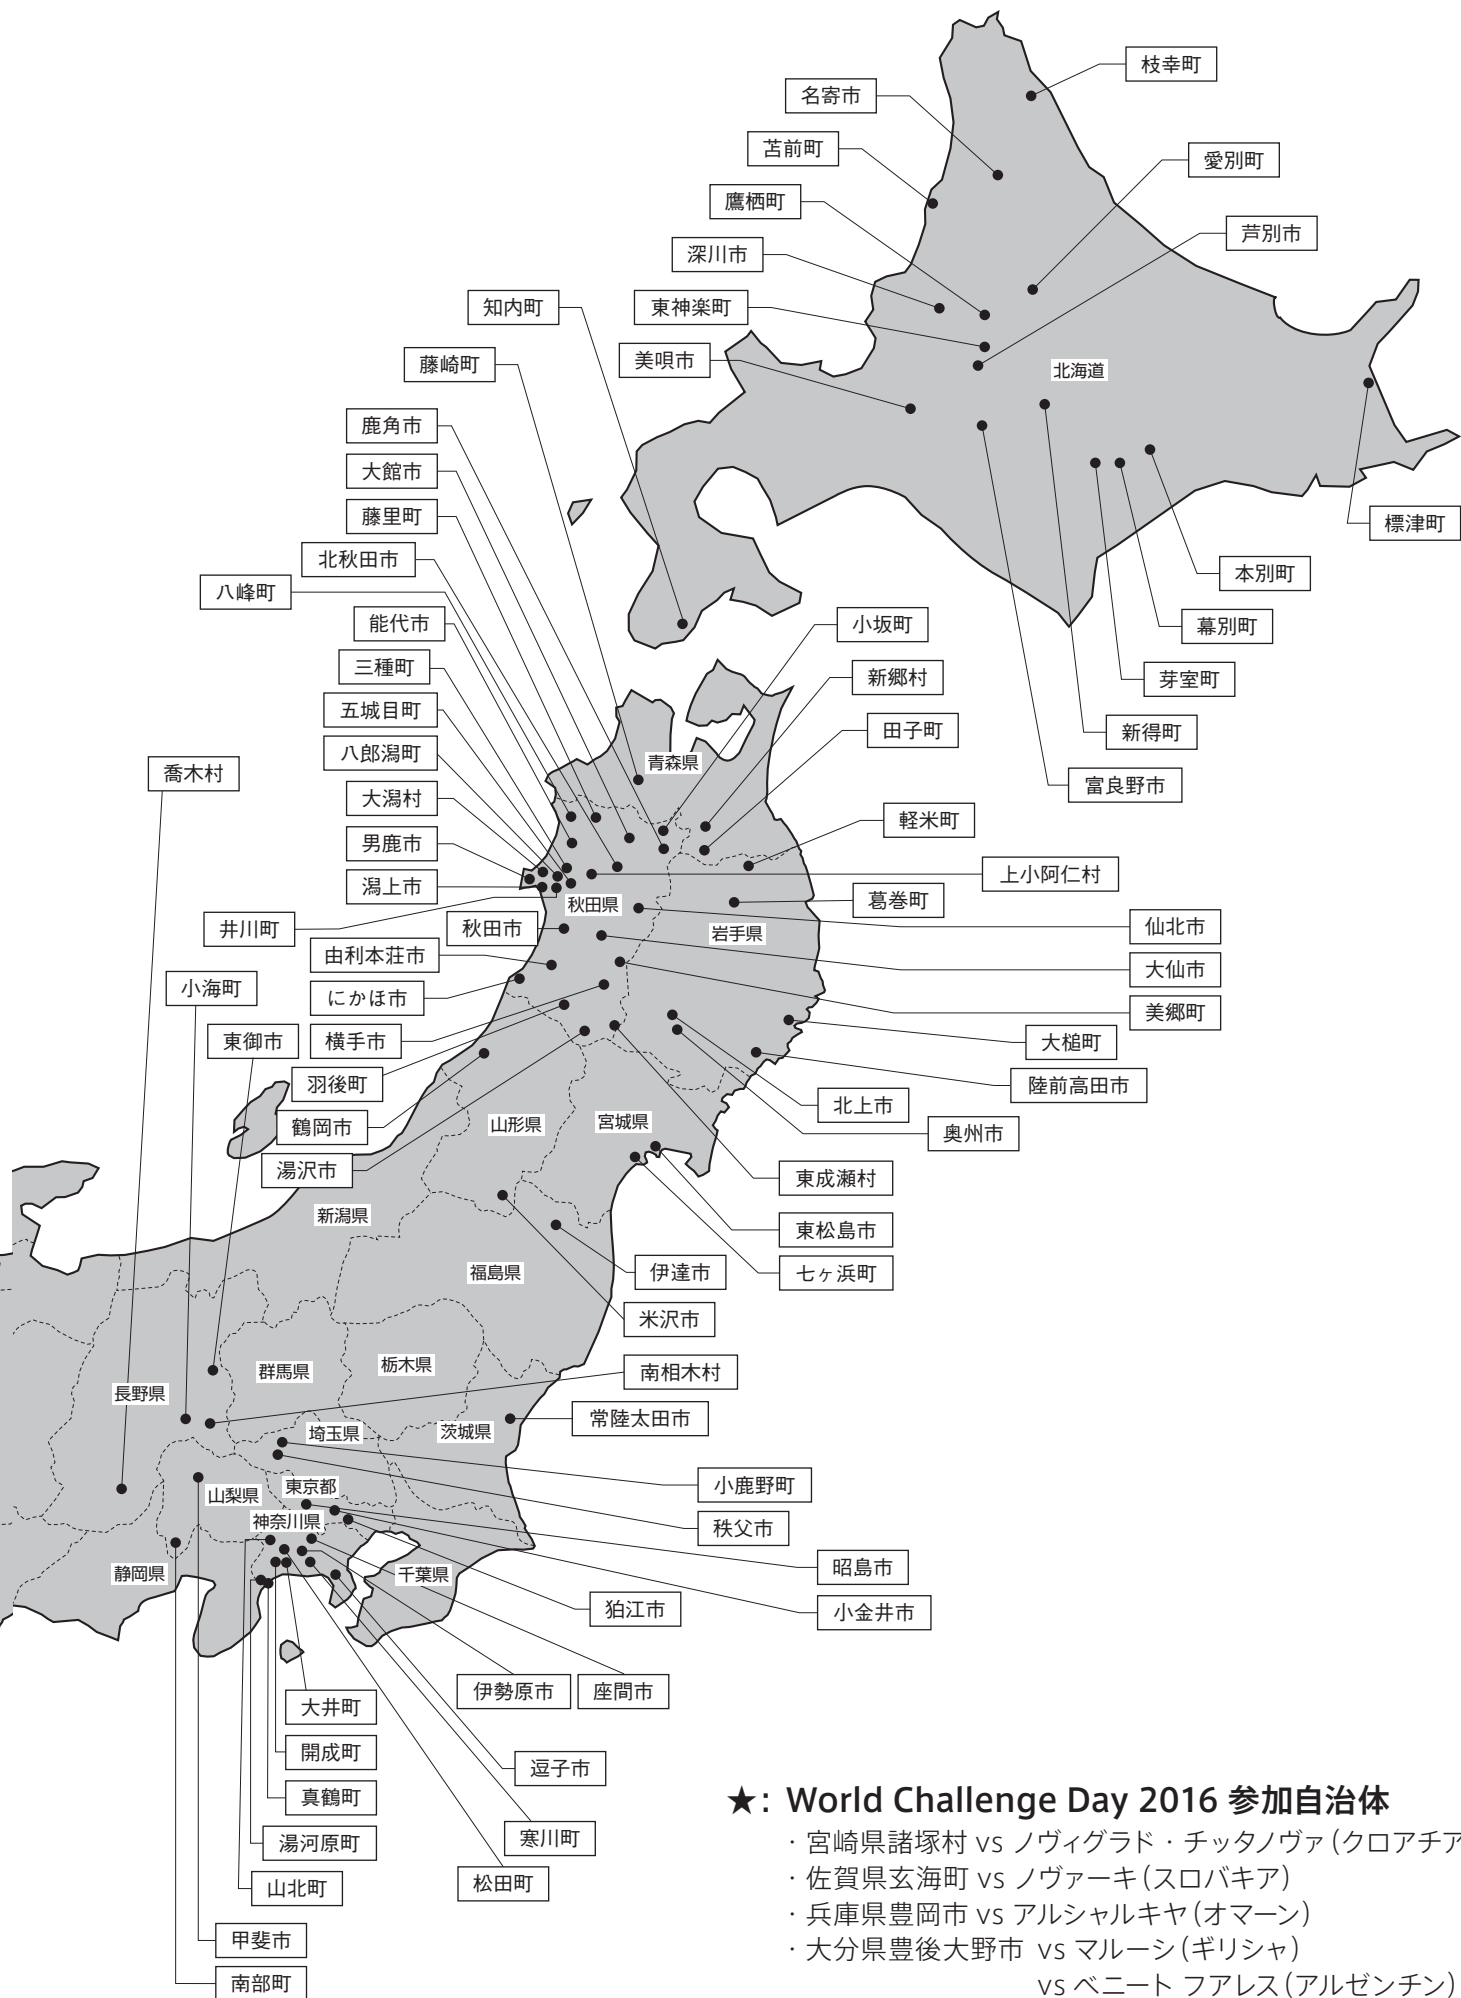 枝幸町
名寄市
苫前町
愛別町
鷹栖町
芦別市
深川市
知内町
東神楽町
藤崎町
美唄市
北海道
鹿角市
大館市
藤里町
標津町
北秋田市
本別町
八峰町
能代市
小坂町
幕別町
三種町
新郷村
芽室町
五城目町
田子町
新得町
八郎潟町
青森県
喬木村
富良野市
大潟村
軽米町
男鹿市
上小阿仁村
潟上市
秋田県
葛巻町
井川町
秋田市
岩手県
仙北市
由利本荘市
大仙市
小海町
にかほ市
美郷町
東御市
横手市
大槌町
羽後町
陸前高田市
北上市
鶴岡市
山形県
宮城県
奥州市
湯沢市
東成瀬村
新潟県
東松島市
福島県
伊達市
七ヶ浜町
米沢市
群馬県
栃木県
南相木村
長野県
埼玉県
茨城県
常陸太田市
山梨県
東京都
小鹿野町
神奈川県
秩父市
静岡県
千葉県
昭島市
狛江市
小金井市
伊勢原市
座間市
大井町
開成町
逗子市
真鶴町
湯河原町
寒川町
山北町
松田町
甲斐市
南部町
★: World Challenge Day 2016 参加自治体
・宮崎県諸塚村 vs ノヴィグラド・チッタノヴァ(クロアチア
・佐賀県玄海町 vs ノヴァーキ(スロバキア)
・兵庫県豊岡市 vs アルシャルキヤ(オマーン)
・大分県豊後大野市 vs マルーシ(ギリシャ)
vs ベニート フアレス(アルゼンチン)